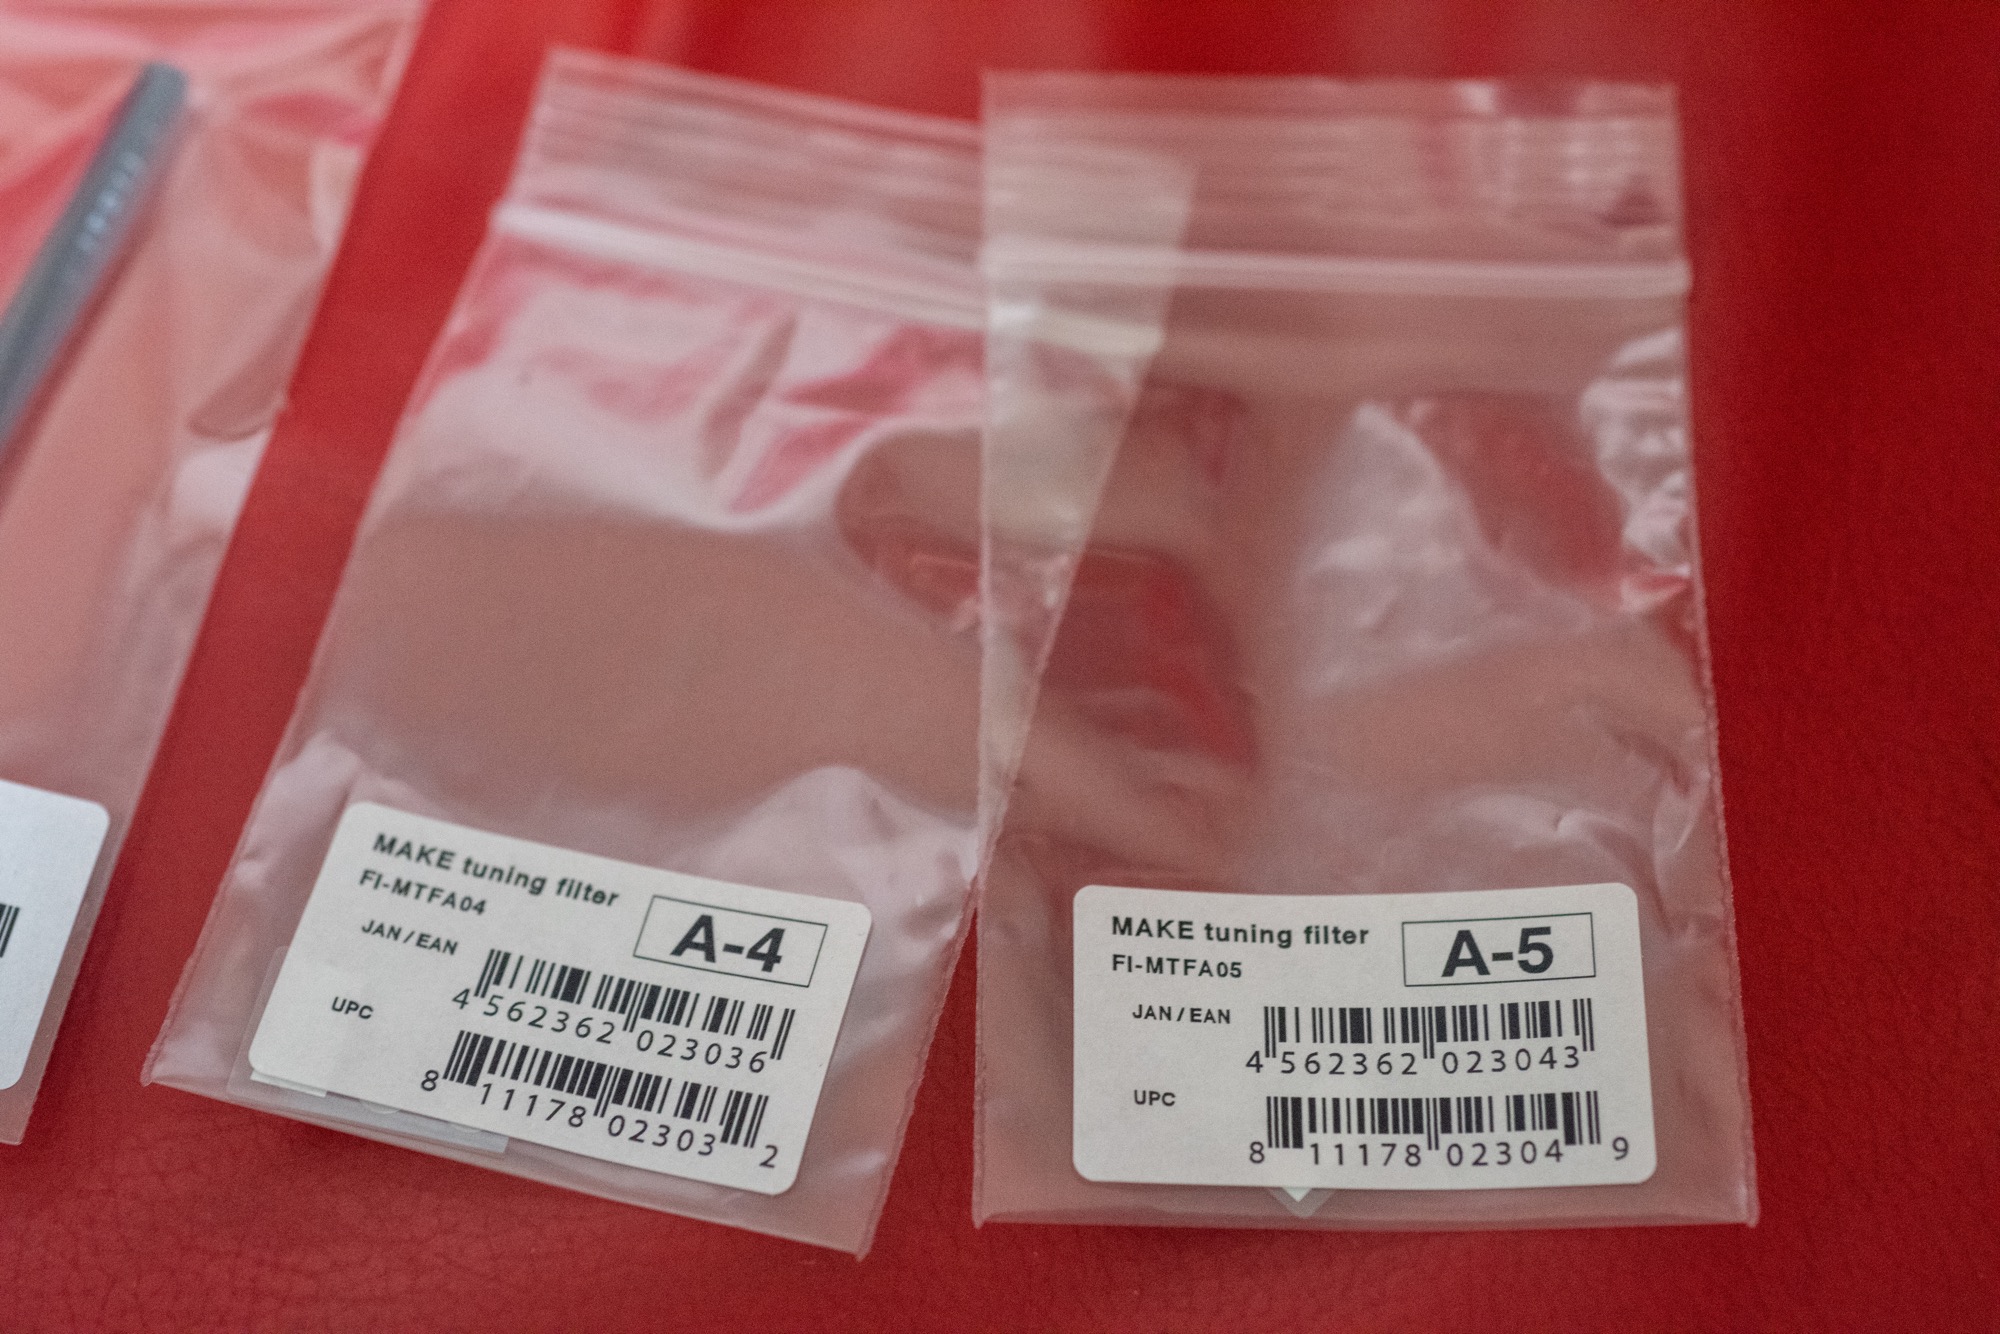 MAKE tuning filter
FI-MTFA04
A-4
JAN/EAN
4 562362 023036
UPC
8 11178 02303 2
MAKE tuning filter
FI-MTFA05
A-5
JAN/EAN
4 562362 023043
UPC
8 11178 02304 9